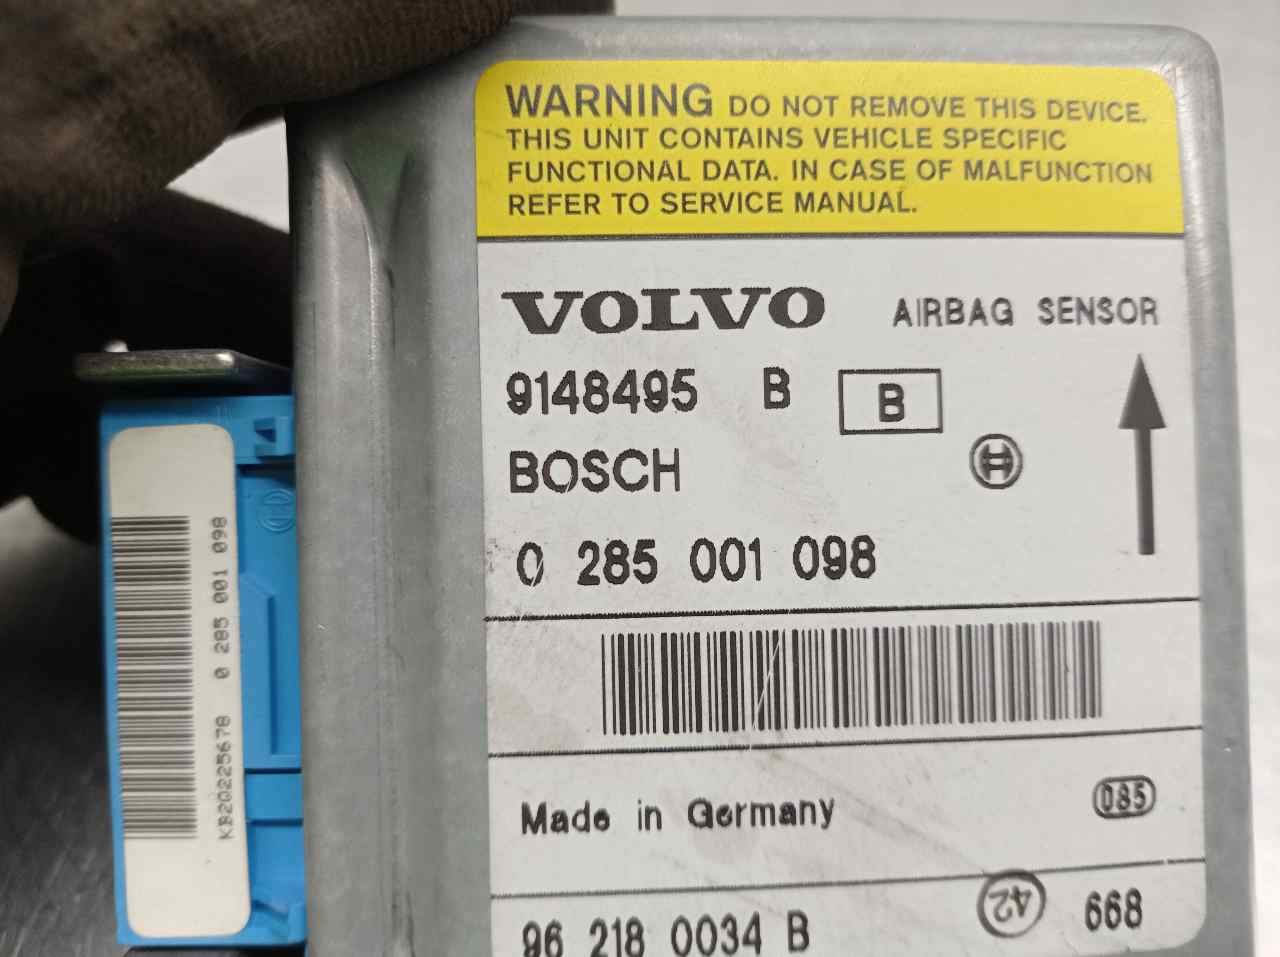 WARNING DO NOT REMOVE THIS DEVICE.
THIS UNIT CONTAINS VEHICLE SPECIFIC
FUNCTIONAL DATA. IN CASE OF MALFUNCTION
REFER TO SERVICE MANUAL.
VOLVO AIRBAG SENSOR
9148495 B B
BOSCH
0 285 001 098
Made in Germany 085
96 218 0034 B 42 668
KB20225678 0 285 001 098